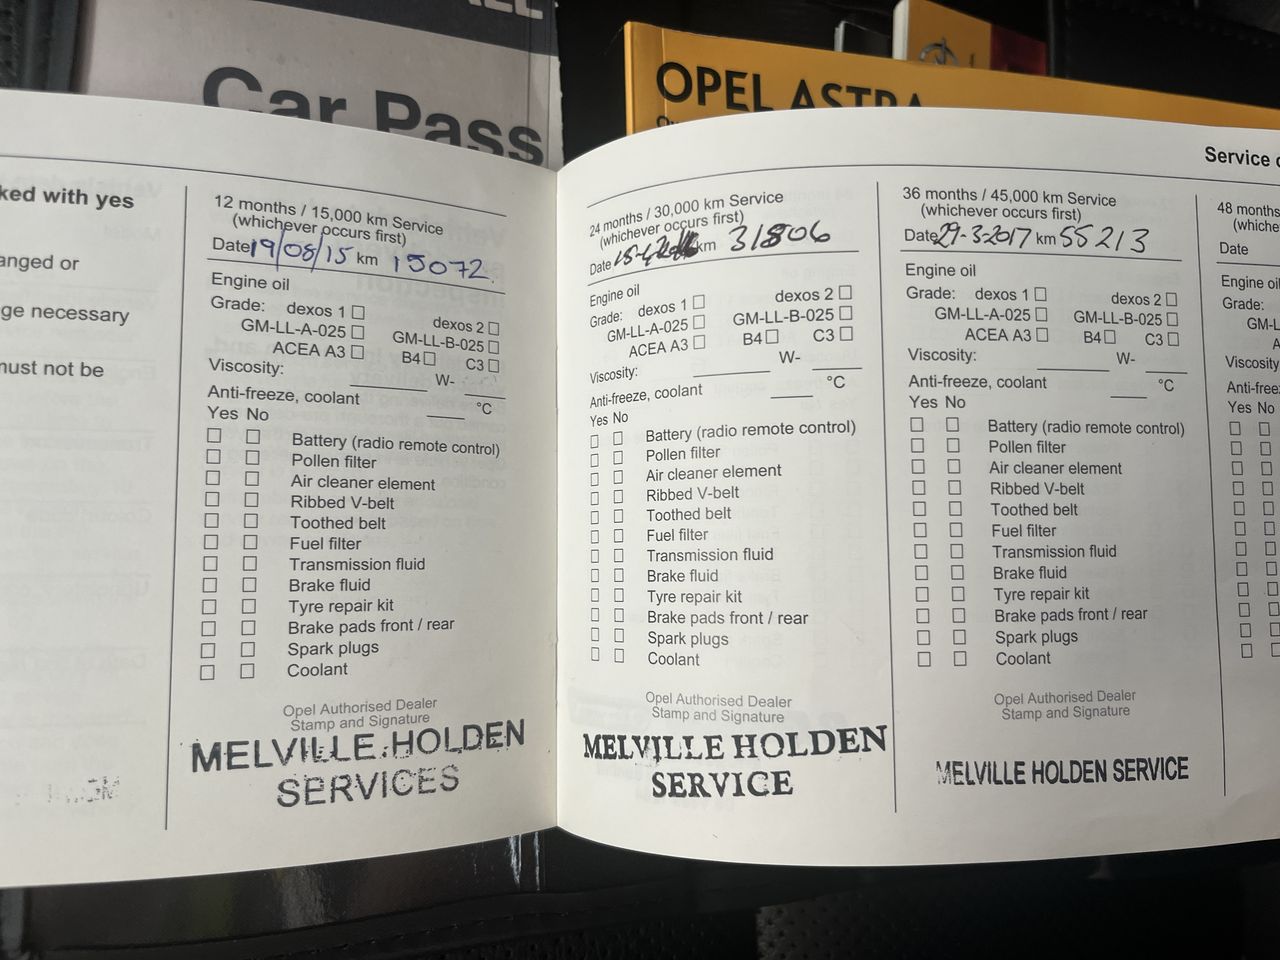 Car Pass
OPEL ASTRA
ked with yes
anged or
ge necessary
must not be
12 months / 15,000 km Service
(whichever occurs first)
Date 19/08/15 km 15072
Engine oil
Grade: dexos 1 dexos 2
GM-LL-A-025 GM-LL-B-025
ACEA A3 B4 C3
Viscosity: W-
Anti-freeze, coolant °C
Yes No
Battery (radio remote control)
Pollen filter
Air cleaner element
Ribbed V-belt
Toothed belt
Fuel filter
Transmission fluid
Brake fluid
Tyre repair kit
Brake pads front / rear
Spark plugs
Coolant
Opel Authorised Dealer
Stamp and Signature
MELVILLE HOLDEN
SERVICES
24 months / 30,000 km Service
(whichever occurs first)
Date km 31806
Engine oil
Grade: dexos 1 dexos 2
GM-LL-A-025 GM-LL-B-025
ACEA A3 B4 C3
Viscosity: W-
Anti-freeze, coolant °C
Yes No
Battery (radio remote control)
Pollen filter
Air cleaner element
Ribbed V-belt
Toothed belt
Fuel filter
Transmission fluid
Brake fluid
Tyre repair kit
Brake pads front / rear
Spark plugs
Coolant
Opel Authorised Dealer
Stamp and Signature
MELVILLE HOLDEN
SERVICE
Service
36 months / 45,000 km Service
(whichever occurs first)
Date 29-3-2017 km 55213
Engine oil
Grade: dexos 1 dexos 2
GM-LL-A-025 GM-LL-B-025
ACEA A3 B4 C3
Viscosity: W-
Anti-freeze, coolant °C
Yes No
Battery (radio remote control)
Pollen filter
Air cleaner element
Ribbed V-belt
Toothed belt
Fuel filter
Transmission fluid
Brake fluid
Tyre repair kit
Brake pads front / rear
Spark plugs
Coolant
Opel Authorised Dealer
Stamp and Signature
MELVILLE HOLDEN SERVICE
48 months
(whiche
Date
Engine oil
Grade:
GM-L
A
Viscosity:
Anti-freeze
Yes No